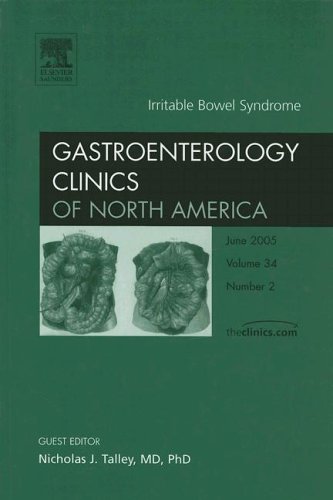 ELSEVIER
SAUNDERS
Irritable Bowel Syndrome
GASTROENTEROLOGY
CLINICS
OF NORTH AMERICA
June 2005
Volume 34
Number 2
theclinics.com
GUEST EDITOR
Nicholas J. Talley, MD, PhD